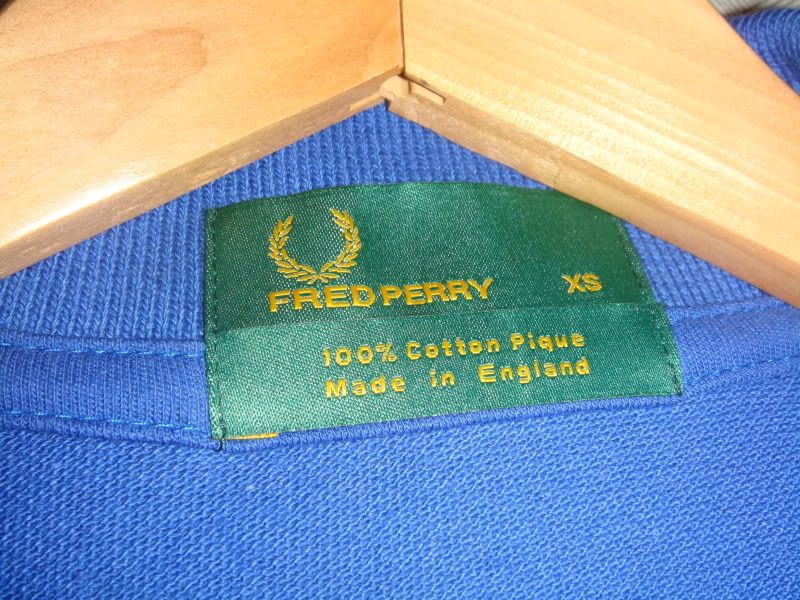 FRED PERRY XS
100% Cotton Pique
Made in England